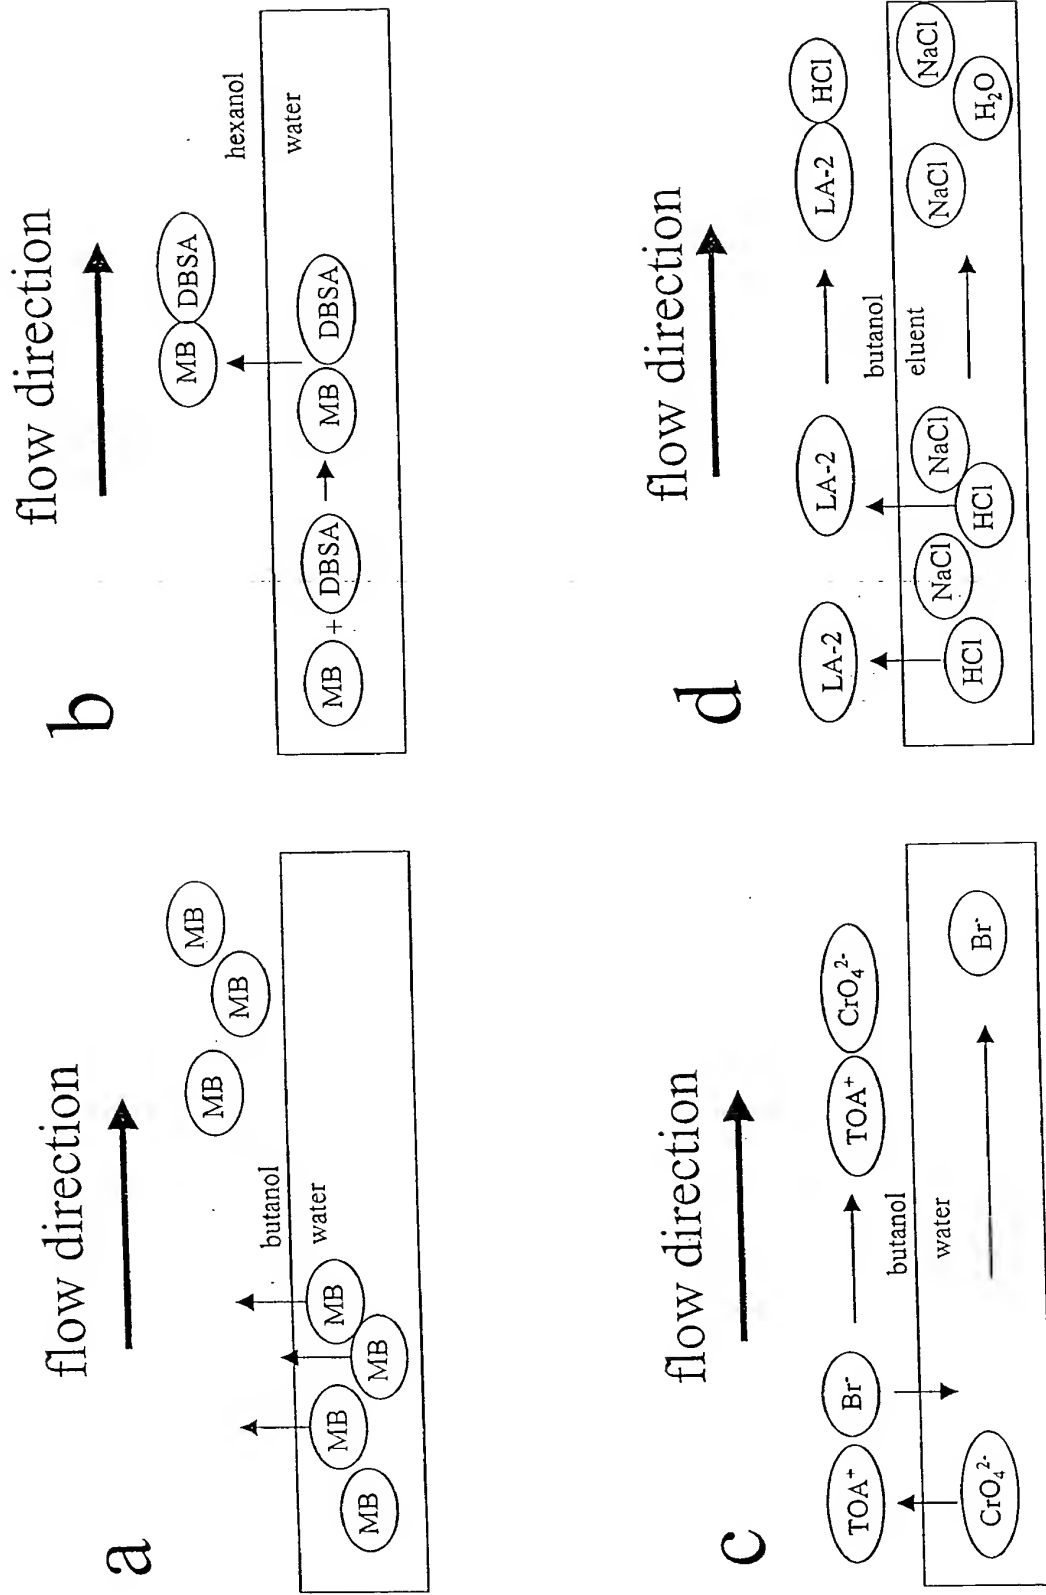 a
flow direction
MB
MB
MB
butanol
water
MB
MB
MB
MB
b
flow direction
MB DBSA
hexanol
water
MB + DBSA MB DBSA
c
flow direction
TOA⁺ Br⁻ TOA⁺ CrO₄²⁻
butanol
water
CrO₄²⁻ Br⁻
d
flow direction
LA-2 LA-2 LA-2 HCl
butanol
eluent
NaCl NaCl NaCl NaCl
HCl HCl H₂O